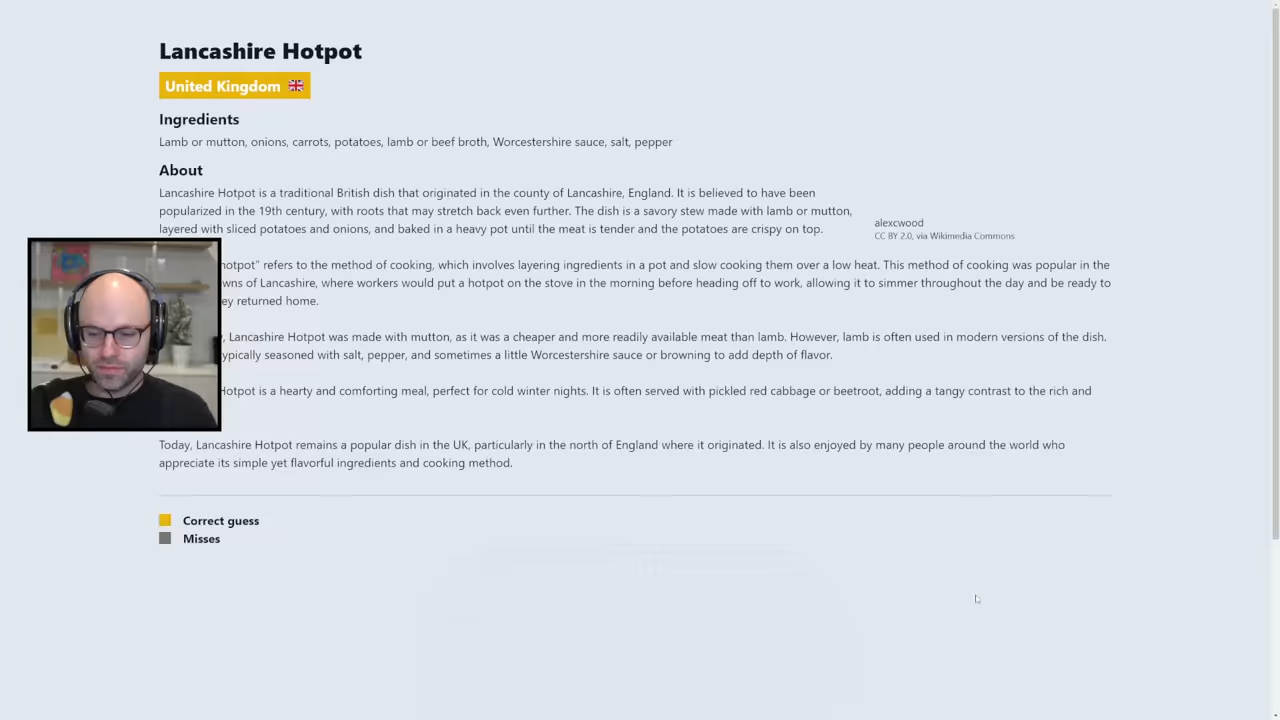 Lancashire Hotpot
United Kingdom
Ingredients
Lamb or mutton, onions, carrots, potatoes, lamb or beef broth, Worcestershire sauce, salt, pepper
About
Lancashire Hotpot is a traditional British dish that originated in the county of Lancashire, England. It is believed to have been
popularized in the 19th century, with roots that may stretch back even further. The dish is a savory stew made with lamb or mutton,
layered with sliced potatoes and onions, and baked in a heavy pot until the meat is tender and the potatoes are crispy on top.
alexcwood
CC BY 2.0, via Wikimedia Commons
hotpot" refers to the method of cooking, which involves layering ingredients in a pot and slow cooking them over a low heat. This method of cooking was popular in the
of Lancashire, where workers would put a hotpot on the stove in the morning before heading off to work, allowing it to simmer throughout the day and be ready to
returned home.
, Lancashire Hotpot was made with mutton, as it was a cheaper and more readily available meat than lamb. However, lamb is often used in modern versions of the dish.
seasoned with salt, pepper, and sometimes a little Worcestershire sauce or browning to add depth of flavor.
Hotpot is a hearty and comforting meal, perfect for cold winter nights. It is often served with pickled red cabbage or beetroot, adding a tangy contrast to the rich and
Today, Lancashire Hotpot remains a popular dish in the UK, particularly in the north of England where it originated. It is also enjoyed by many people around the world who
appreciate its simple yet flavorful ingredients and cooking method.
Correct guess
Misses